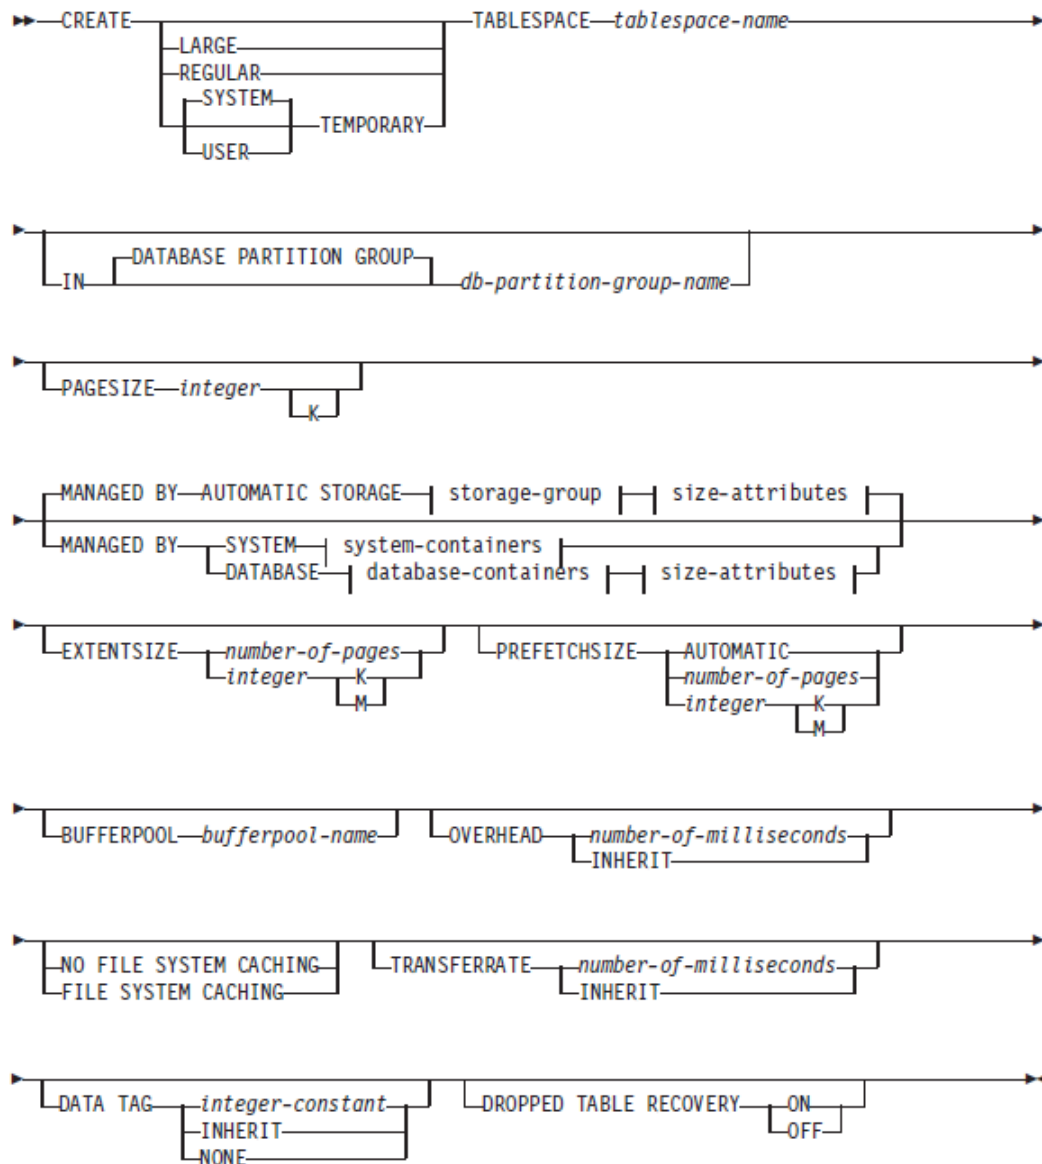 CREATE TABLESPACE tablespace-name
LARGE
REGULAR
SYSTEM
TEMPORARY
USER
DATABASE PARTITION GROUP
IN db-partition-group-name
PAGESIZE integer
K
MANAGED BY AUTOMATIC STORAGE storage-group size-attributes
MANAGED BY SYSTEM system-containers
DATABASE database-containers size-attributes
EXTENTSIZE number-of-pages PREFETCHSIZE AUTOMATIC
integer K number-of-pages
M integer K
M
BUFFERPOOL bufferpool-name OVERHEAD number-of-milliseconds
INHERIT
NO FILE SYSTEM CACHING TRANSFERRATE number-of-milliseconds
FILE SYSTEM CACHING INHERIT
DATA TAG integer-constant DROPPED TABLE RECOVERY ON
INHERIT OFF
NONE